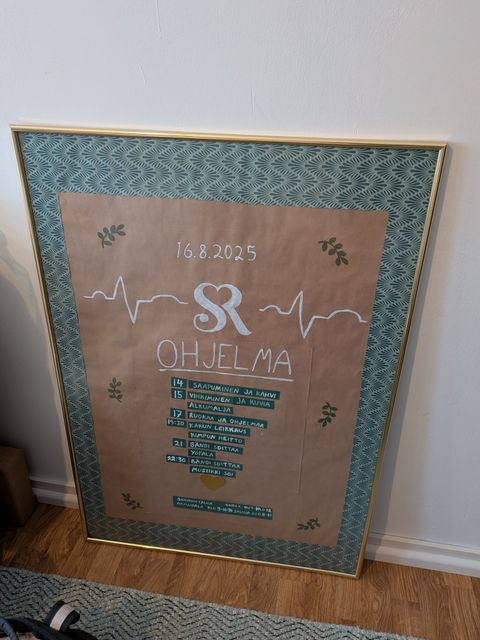 16.8.2025
SR
OHJELMA
14 SAAPUMINEN JA KAHVI
15 VIHKIMINEN JA KUVIA
ALKUMALJA
17 RUOKAA JA OHJELMAA
19:30 KAKUN LEIKKAUS
KIMPUN HEITTO
21 BÄNDI SOITTAA
YÖPALA
22:30 BÄNDI SOITTAA
MUSIIKKI SOI